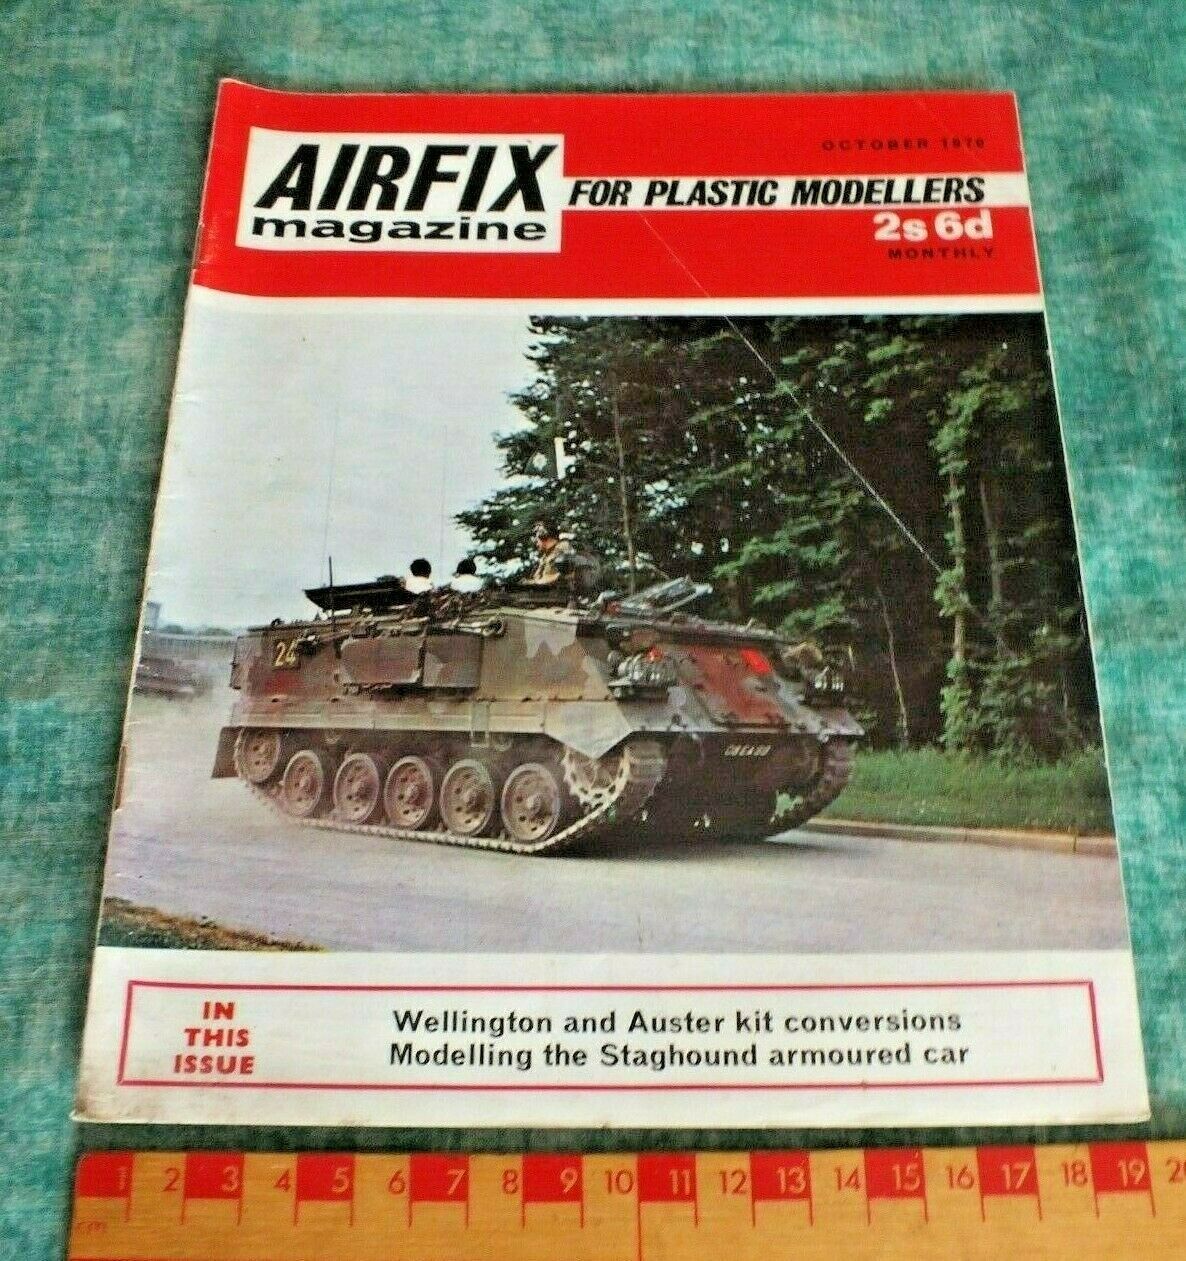 OCTOBER 1970
AIRFIX
magazine
FOR PLASTIC MODELLERS
2s 6d
MONTHLY
24
IN
THIS
ISSUE
Wellington and Auster kit conversions
Modelling the Staghound armoured car
1 2 3 4 5 6 7 8 9 10 11 12 13 14 15 16 17 18 19 20
cm